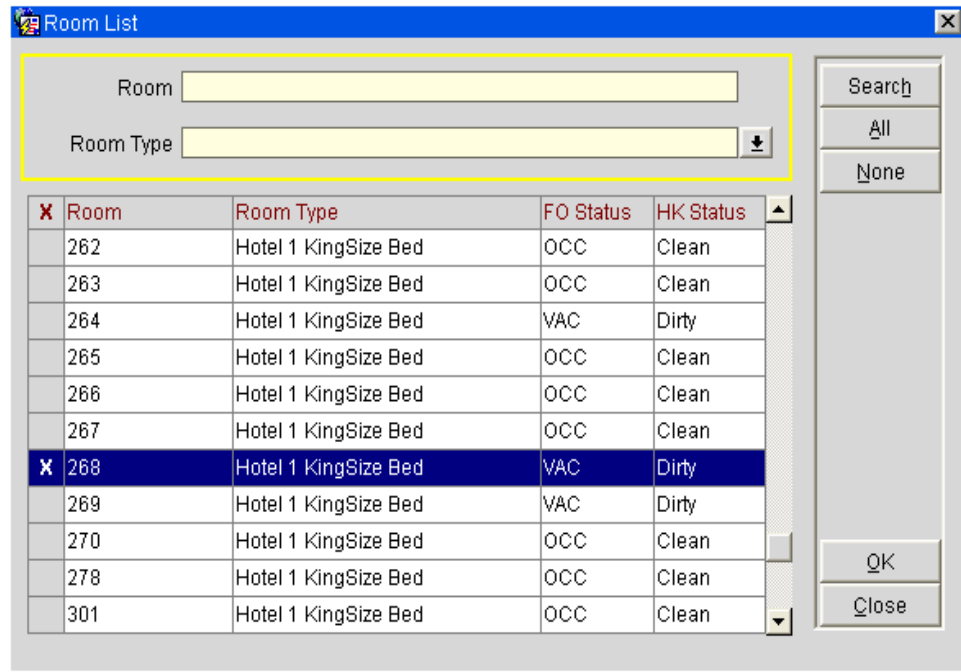 Room List
Room
Search
Room Type
All
None
X Room Room Type FO Status HK Status
262 Hotel 1 KingSize Bed OCC Clean
263 Hotel 1 KingSize Bed OCC Clean
264 Hotel 1 KingSize Bed VAC Dirty
265 Hotel 1 KingSize Bed OCC Clean
266 Hotel 1 KingSize Bed OCC Clean
267 Hotel 1 KingSize Bed OCC Clean
X 268 Hotel 1 KingSize Bed VAC Dirty
269 Hotel 1 KingSize Bed VAC Dirty
270 Hotel 1 KingSize Bed OCC Clean
278 Hotel 1 KingSize Bed OCC Clean
301 Hotel 1 KingSize Bed OCC Clean
OK
Close